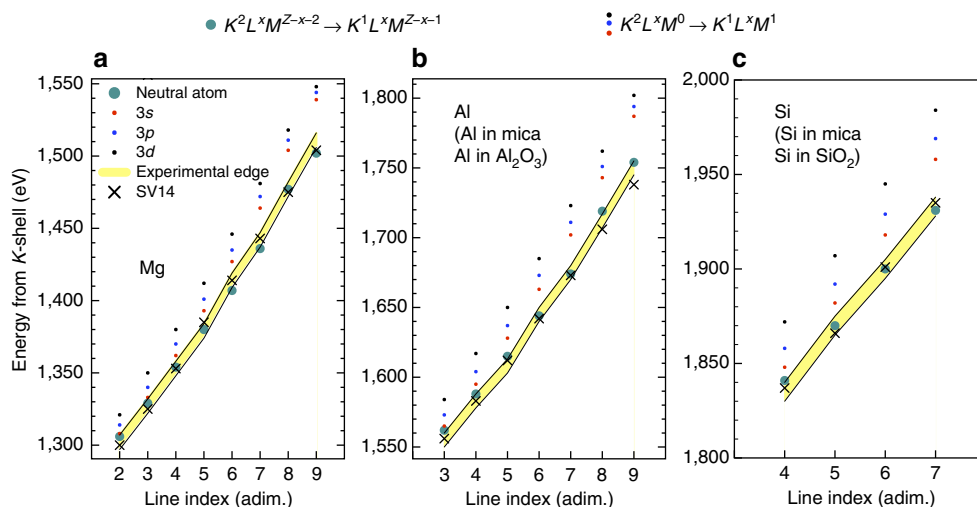 K²LˣM^{Z−x−2} → K¹LˣM^{Z−x−1}
K²LˣM⁰ → K¹LˣM¹
a
Energy from K-shell (eV)
1,550
1,500
1,450
1,400
1,350
1,300
Neutral atom
3s
3p
3d
Experimental edge
SV14
Mg
2 3 4 5 6 7 8 9
Line index (adim.)
b
1,800
1,750
1,700
1,650
1,600
1,550
Al
(Al in mica
Al in Al₂O₃)
3 4 5 6 7 8 9
Line index (adim.)
c
2,000
1,950
1,900
1,850
1,800
Si
(Si in mica
Si in SiO₂)
4 5 6 7
Line index (adim.)